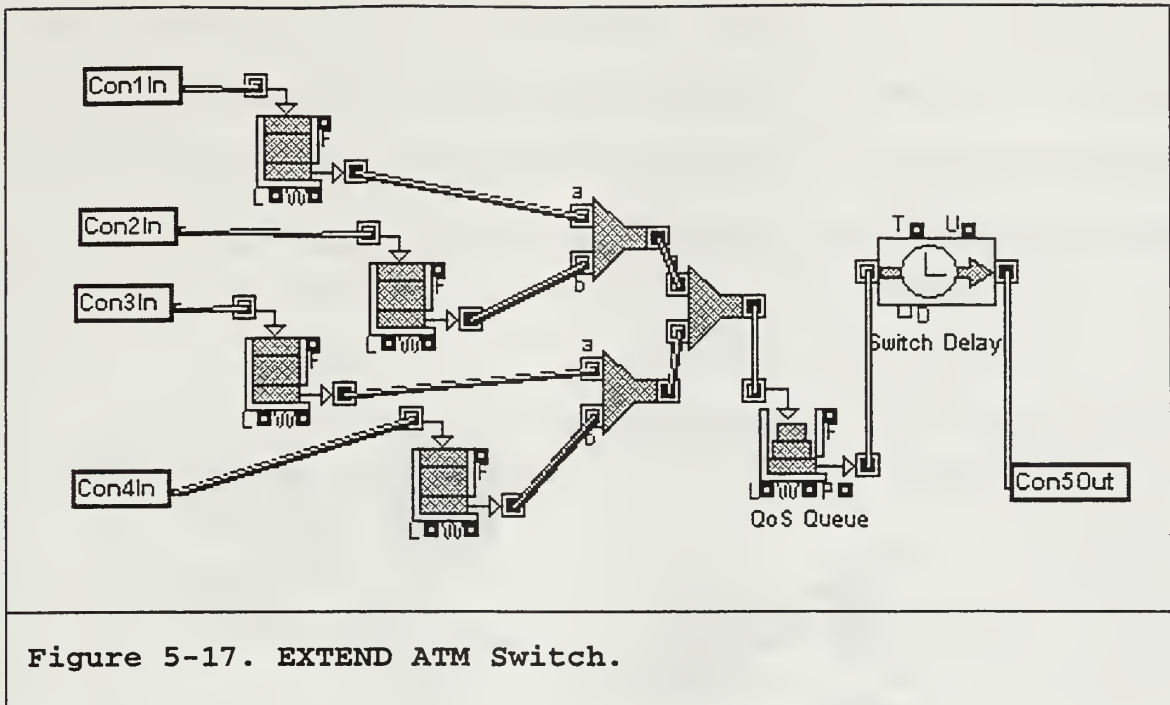 Con1In
F
L W
a
Con2In
b
F
L W
T U
Con3In
F
L W
a
b
D
Switch Delay
Con4In
F
L W
F
L W P
QoS Queue
Con5Out
Figure 5-17. EXTEND ATM Switch.